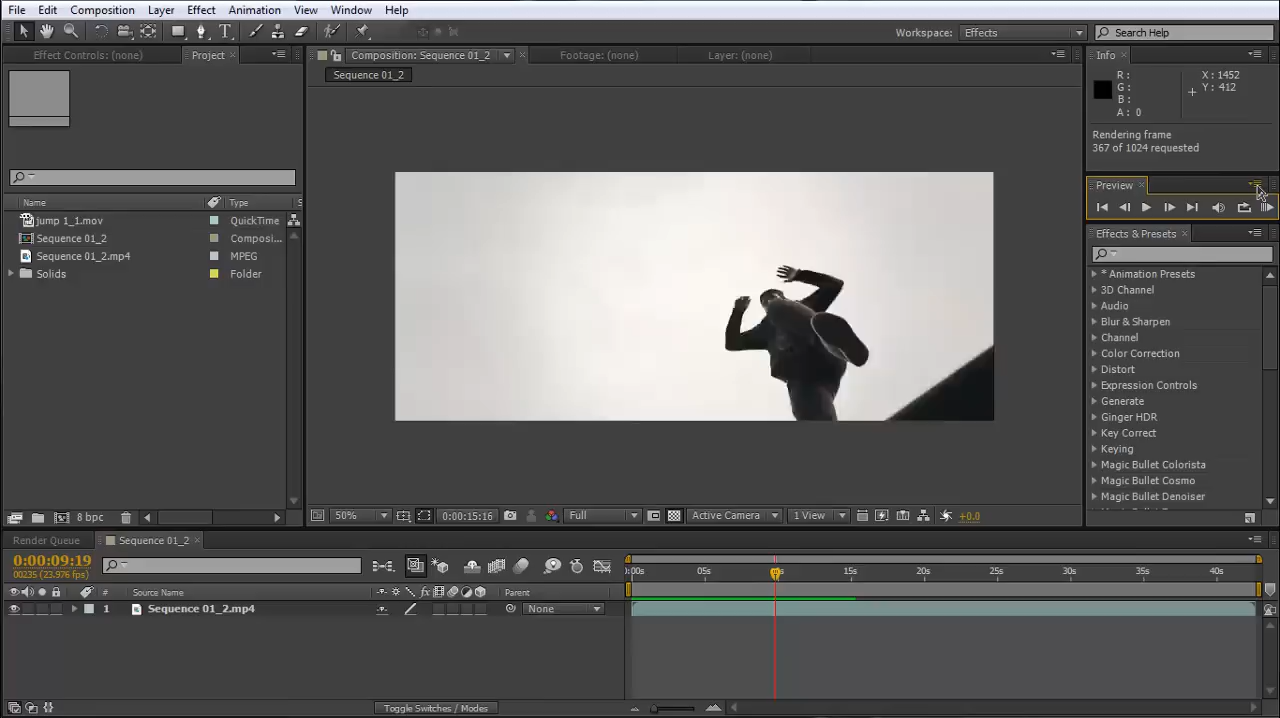 File Edit Composition Layer Effect Animation View Window Help
Workspace: Effects Search Help
Effect Controls: (none) Project Composition: Sequence 01_2 Footage: (none) Layer: (none) Info
Sequence 01_2
R : X : 1452
G : Y : 412
B :
A : 0
Rendering frame
367 of 1024 requested
Preview
Effects & Presets
Name Type
jump 1_1.mov QuickTime
Sequence 01_2 Composi...
Sequence 01_2.mp4 MPEG
Solids Folder
* Animation Presets
3D Channel
Audio
Blur & Sharpen
Channel
Color Correction
Distort
Expression Controls
Generate
Ginger HDR
Key Correct
Keying
Magic Bullet Colorista
Magic Bullet Cosmo
Magic Bullet Denoiser
8 bpc 50% 0:00:15:16 Full Active Camera 1 View +0.0
Render Queue Sequence 01_2
0:00:09:19
00235 (23.976 fps)
:00s 05s 15s 20s 25s 30s 35s 40s
# Source Name Parent
1 Sequence 01_2.mp4 None
Toggle Switches / Modes